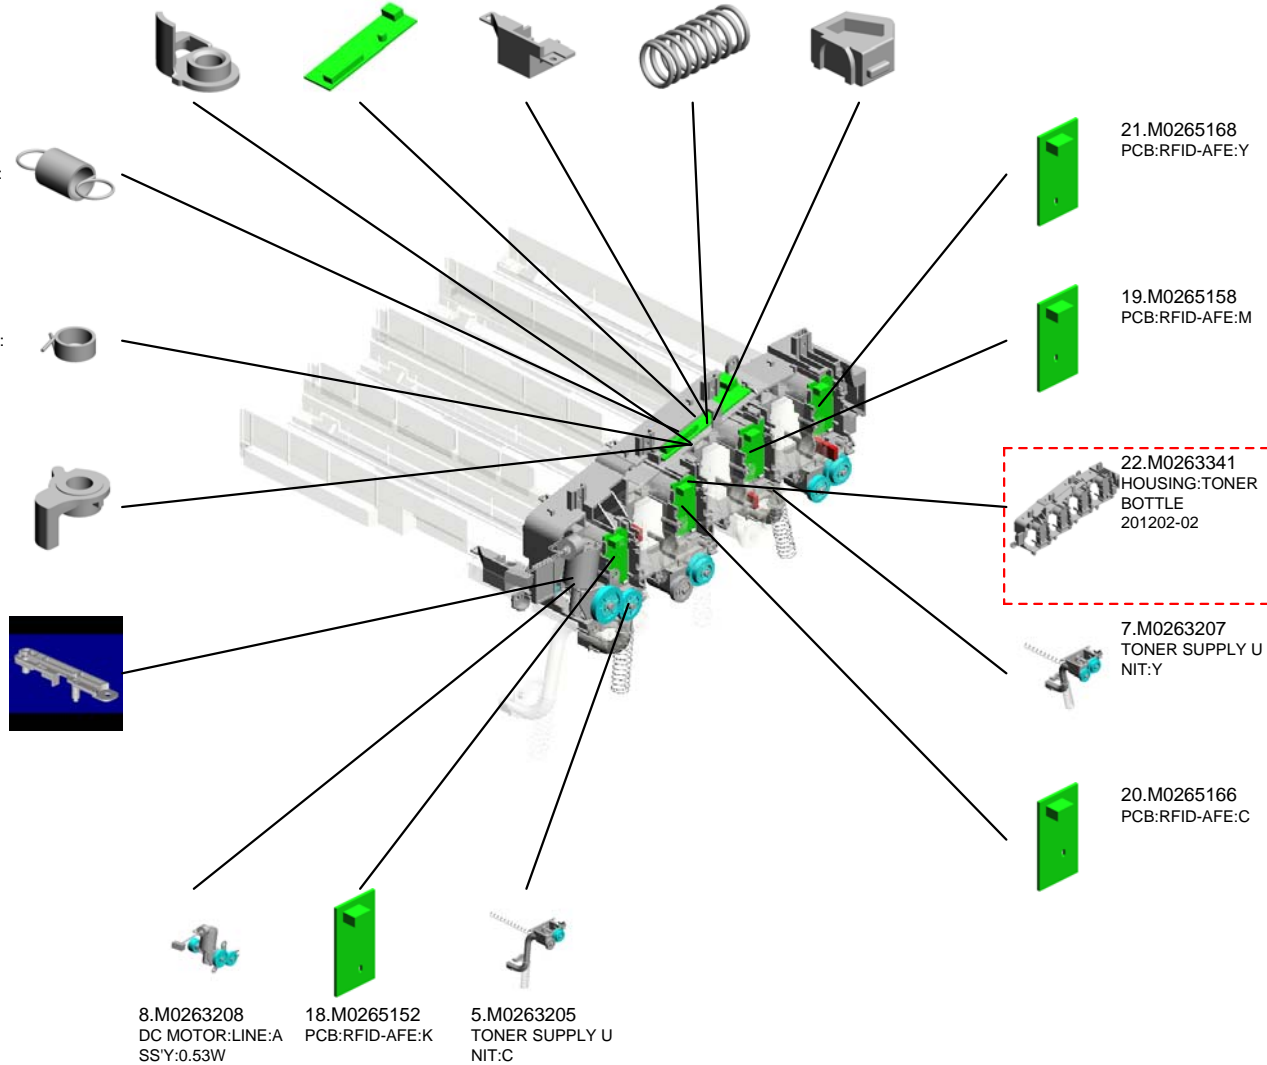 21.M0265168
PCB:RFID-AFE:Y
:
19.M0265158
PCB:RFID-AFE:M
:
22.M0263341
HOUSING:TONER
BOTTLE
201202-02
7.M0263207
TONER SUPPLY U
NIT:Y
20.M0265166
PCB:RFID-AFE:C
8.M0263208
DC MOTOR:LINE:A
SS'Y:0.53W
18.M0265152
PCB:RFID-AFE:K
5.M0263205
TONER SUPPLY U
NIT:C